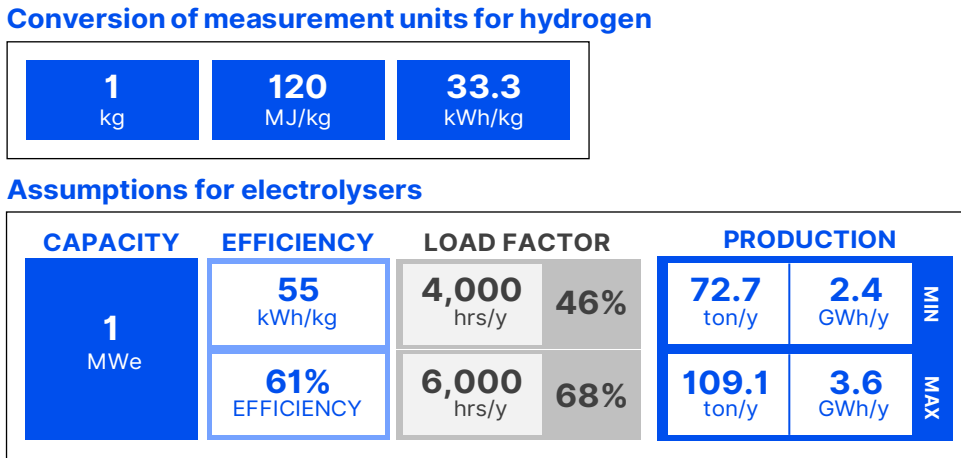 Conversion of measurement units for hydrogen
1
kg
120
MJ/kg
33.3
kWh/kg
Assumptions for electrolysers
CAPACITY
EFFICIENCY
LOAD FACTOR
PRODUCTION
1
MWe
55
kWh/kg
61%
EFFICIENCY
4,000
hrs/y
46%
6,000
hrs/y
68%
72.7
ton/y
2.4
GWh/y
MIN
109.1
ton/y
3.6
GWh/y
MAX